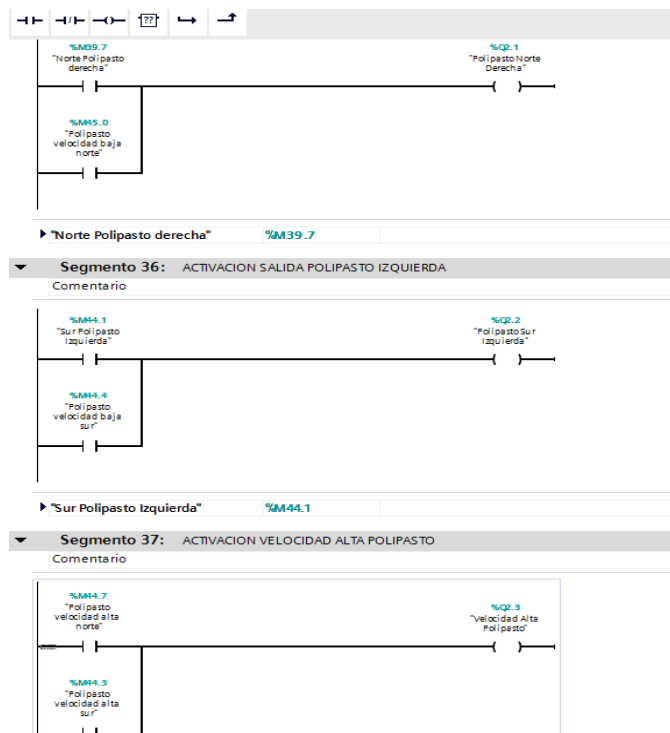 ??
%M39.7
"Norte Polipasto
derecha"
%Q2.1
"Polipasto Norte
Derecha"
%M45.0
"Polipasto
velocidad baja
norte"
"Norte Polipasto derecha" %M39.7
Segmento 36: ACTIVACION SALIDA POLIPASTO IZQUIERDA
Comentario
%M44.1
"Sur Polipasto
Izquierda"
%Q2.2
"Polipasto Sur
Izquierda"
%M44.4
"Polipasto
velocidad baja
sur"
"Sur Polipasto Izquierda" %M44.1
Segmento 37: ACTIVACION VELOCIDAD ALTA POLIPASTO
Comentario
%M44.7
"Polipasto
velocidad alta
norte"
%Q2.3
"Velocidad Alta
Polipasto"
%M44.3
"Polipasto
velocidad alta
sur"